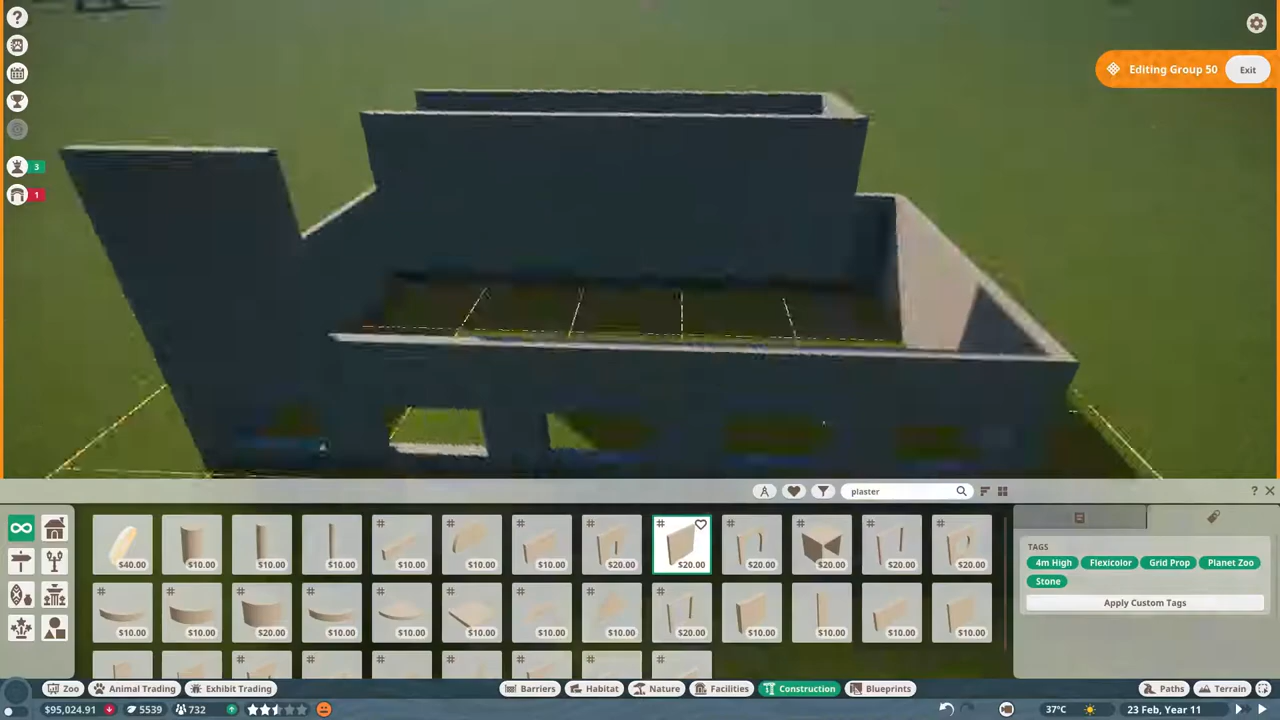 ?
Editing Group 50
Exit
3
1
plaster
?
$40.00
$10.00
$10.00
$10.00
$10.00
$10.00
$10.00
$20.00
$20.00
$20.00
$20.00
$20.00
$20.00
TAGS
4m High
Flexicolor
Grid Prop
Planet Zoo
Stone
Apply Custom Tags
$10.00
$10.00
$20.00
$10.00
$10.00
$10.00
$10.00
$10.00
$20.00
$10.00
$10.00
$10.00
$10.00
Zoo
Animal Trading
Exhibit Trading
Barriers
Habitat
Nature
Facilities
Construction
Blueprints
Paths
Terrain
$95,024.91
5539
732
37°C
23 Feb, Year 11